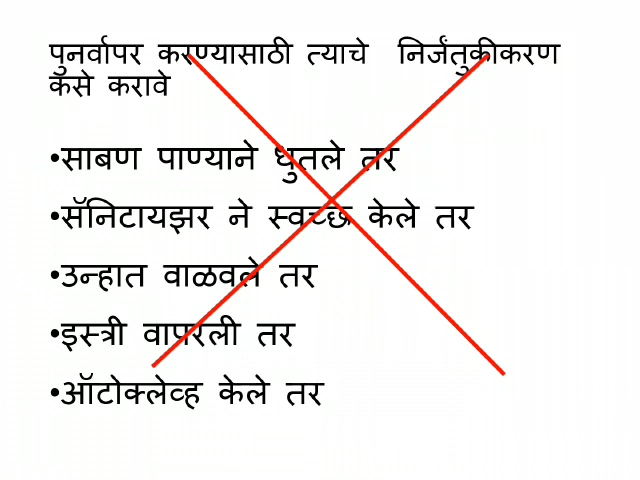 पुनर्वापर करण्यासाठी त्याचे निर्जंतुकीकरण
कसे करावे
•साबण पाण्याने धुतले तर
•सॅनिटायझर ने स्वच्छ केले तर
•उन्हात वाळवले तर
•इस्त्री वापरली तर
•ऑटोक्लेव्ह केले तर